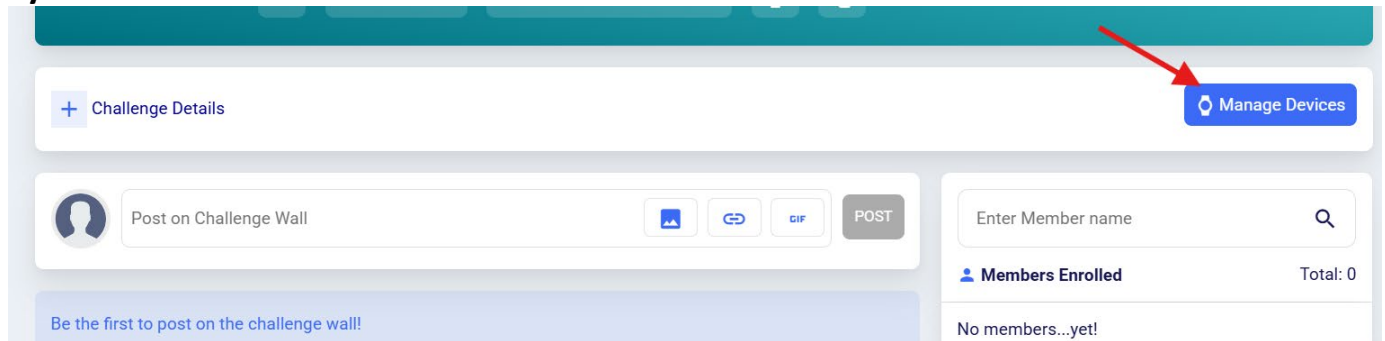 Challenge Details
Manage Devices
Post on Challenge Wall
GIF
POST
Enter Member name
Members Enrolled
Total: 0
Be the first to post on the challenge wall!
No members...yet!